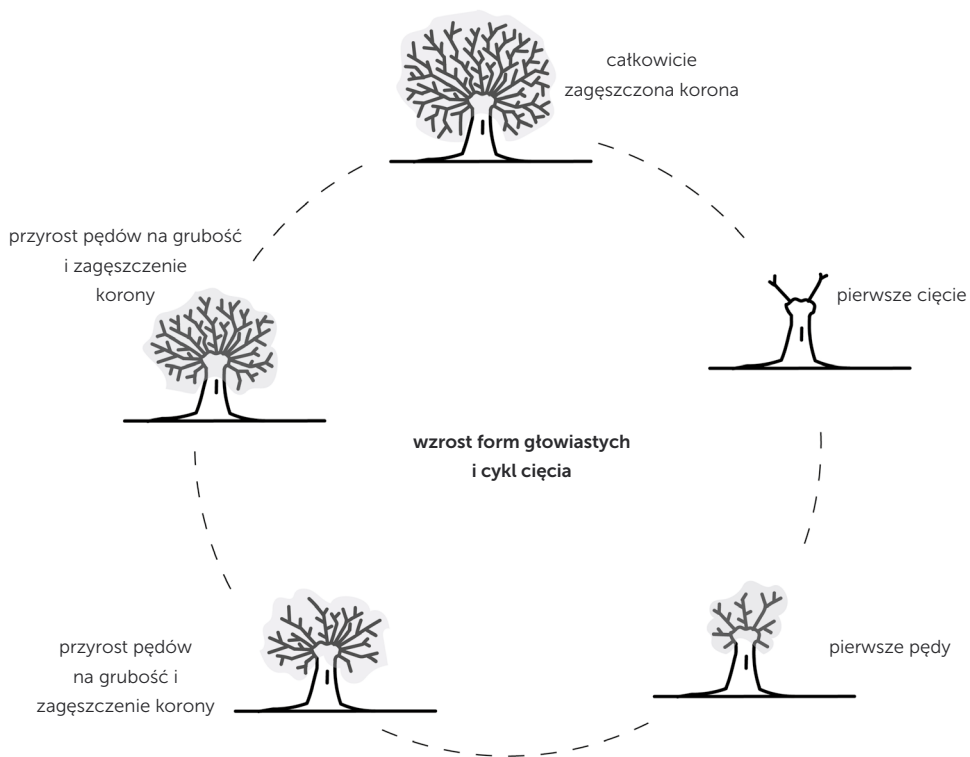 całkowicie
zagęszczona korona
przyrost pędów na grubość
i zagęszczenie
korony
pierwsze cięcie
wzrost form głowiastych
i cykl cięcia
przyrost pędów
na grubość i
zagęszczenie korony
pierwsze pędy